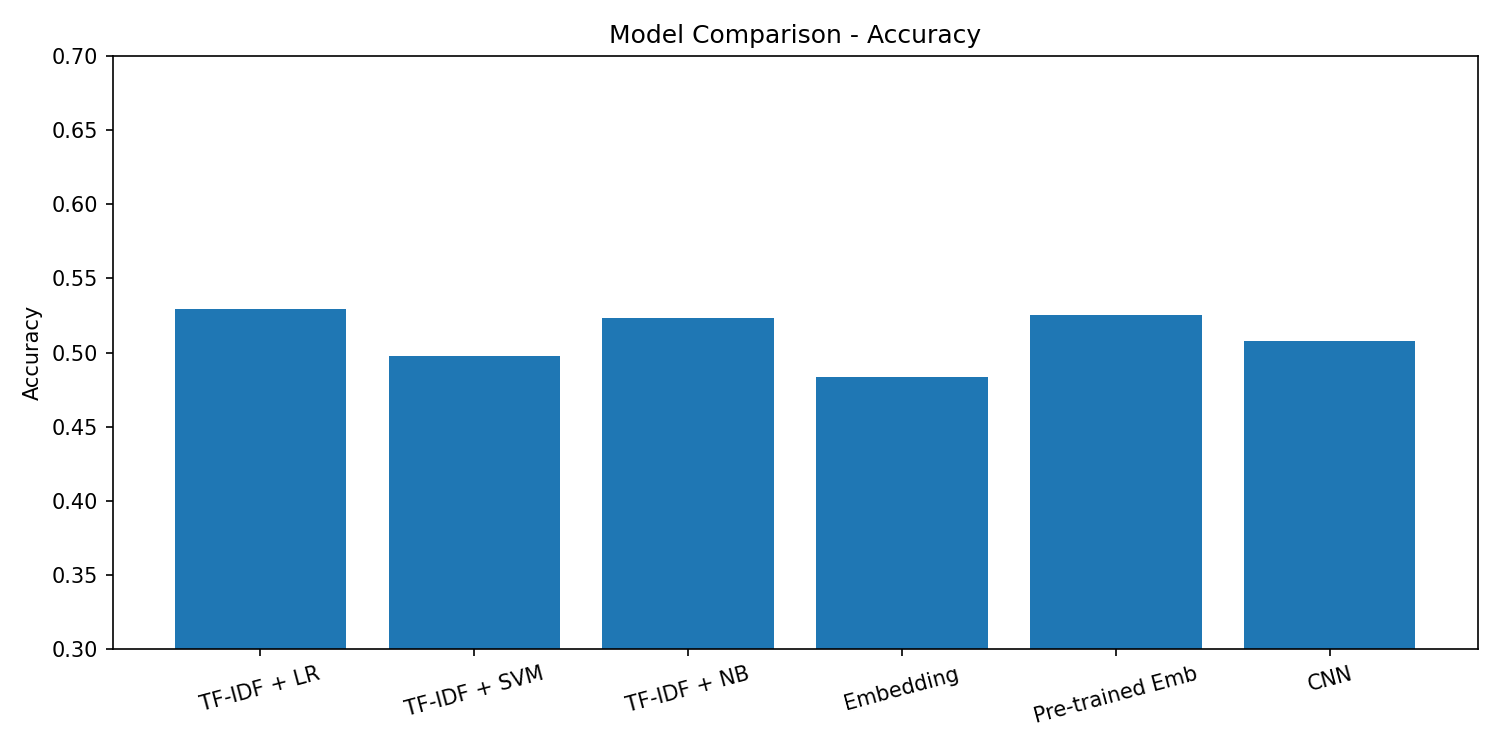 Model Comparison - Accuracy
0.70
0.65
0.60
0.55
0.50
0.45
0.40
0.35
0.30
Accuracy
TF-IDF + LR
TF-IDF + SVM
TF-IDF + NB
Embedding
Pre-trained Emb
CNN